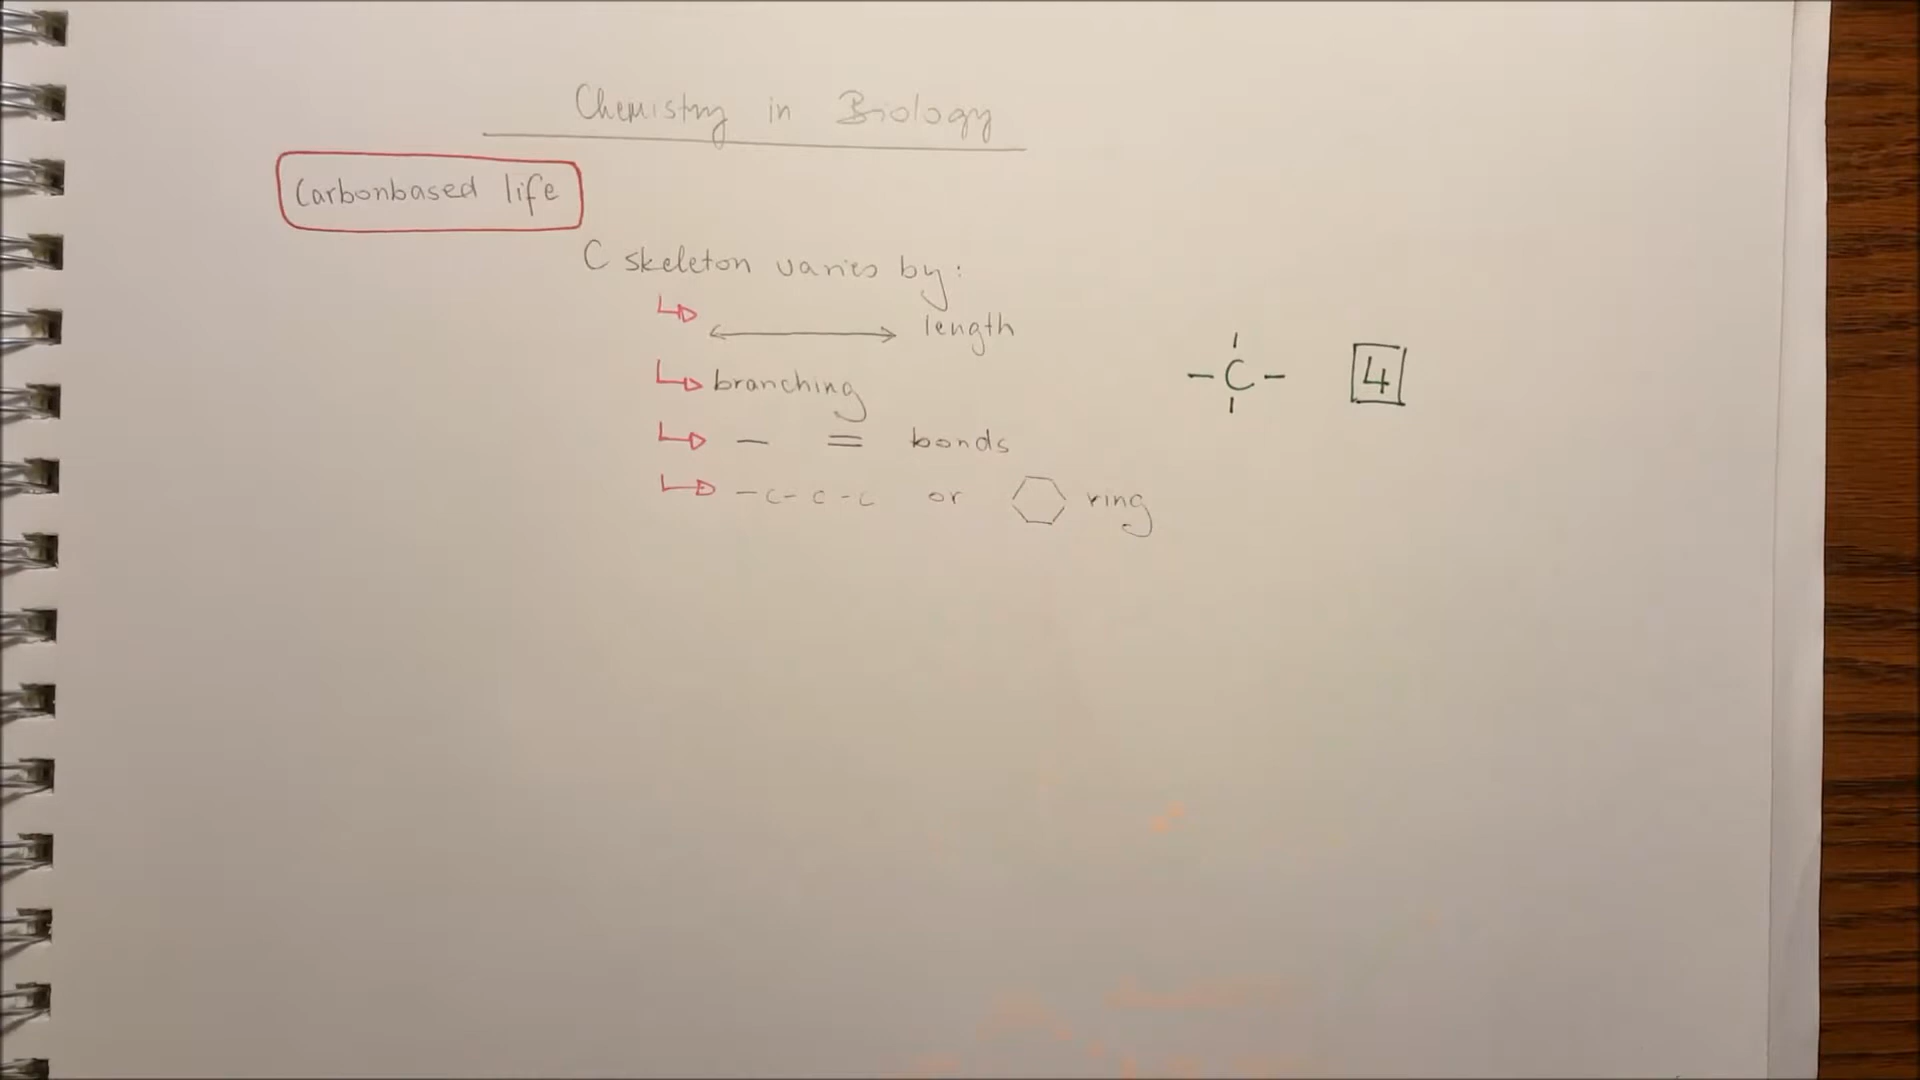 Chemistry in Biology
Carbonbased life
C skeleton varies by:
length
branching
— = bonds
-C-C-C or ring
-C- 4